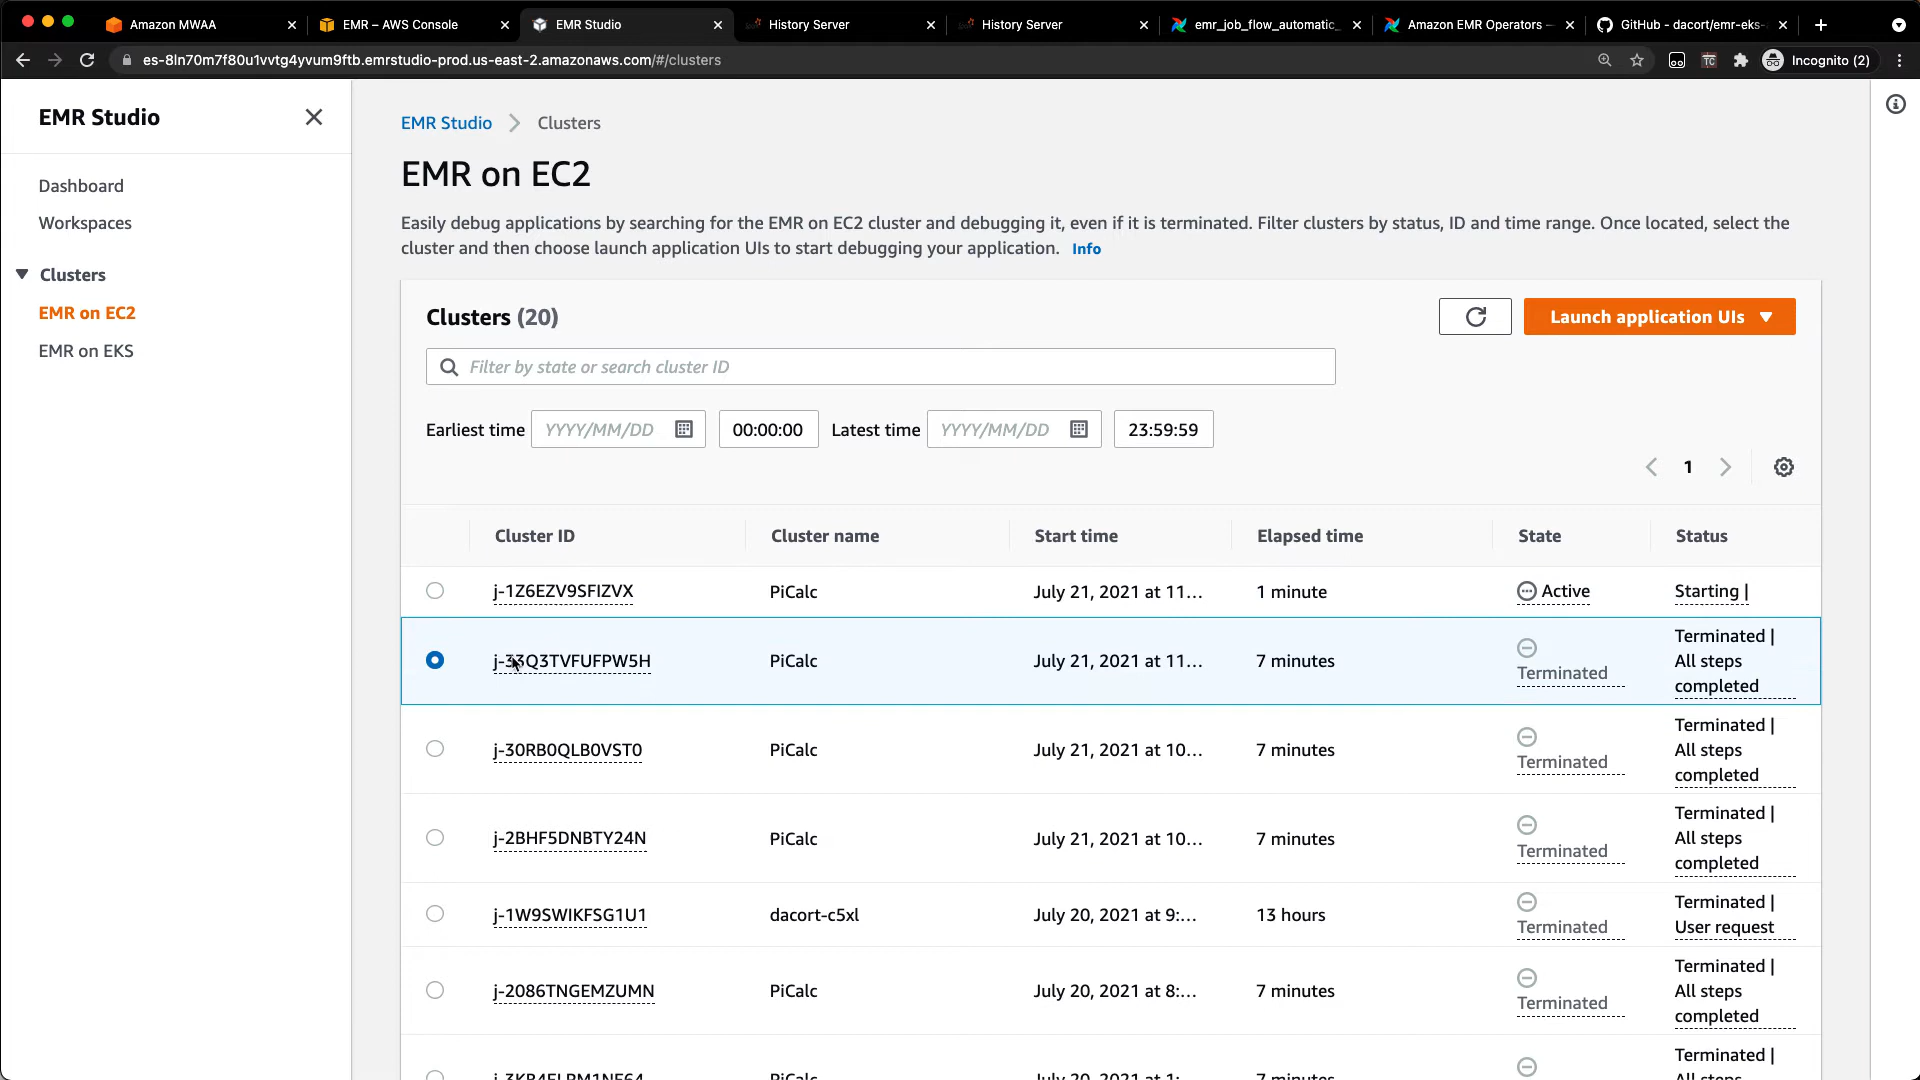 Amazon MWAA
EMR – AWS Console
EMR Studio
History Server
History Server
emr_job_flow_automatic_
Amazon EMR Operators —
GitHub - dacort/emr-eks-
es-8ln70m7f80u1vvtg4yvum9ftb.emrstudio-prod.us-east-2.amazonaws.com/#/clusters
TC
Incognito (2)
EMR Studio
Dashboard
Workspaces
Clusters
EMR on EC2
EMR on EKS
EMR Studio > Clusters
EMR on EC2
Easily debug applications by searching for the EMR on EC2 cluster and debugging it, even if it is terminated. Filter clusters by status, ID and time range. Once located, select the
cluster and then choose launch application UIs to start debugging your application. Info
Clusters (20)
Launch application UIs
Filter by state or search cluster ID
Earliest time YYYY/MM/DD 00:00:00 Latest time YYYY/MM/DD 23:59:59
1
Cluster ID Cluster name Start time Elapsed time State Status
j-1Z6EZV9SFIZVX PiCalc July 21, 2021 at 11... 1 minute Active Starting |
j-33Q3TVFUFPW5H PiCalc July 21, 2021 at 11... 7 minutes Terminated Terminated |
All steps
completed
j-30RB0QLB0VST0 PiCalc July 21, 2021 at 10... 7 minutes Terminated Terminated |
All steps
completed
j-2BHF5DNBTY24N PiCalc July 21, 2021 at 10... 7 minutes Terminated Terminated |
All steps
completed
j-1W9SWIKFSG1U1 dacort-c5xl July 20, 2021 at 9:... 13 hours Terminated Terminated |
User request
j-2086TNGEMZUMN PiCalc July 20, 2021 at 8:... 7 minutes Terminated Terminated |
All steps
completed
PiCalc July 20, 2021 at 1:... 7 minutes Terminated |
All steps